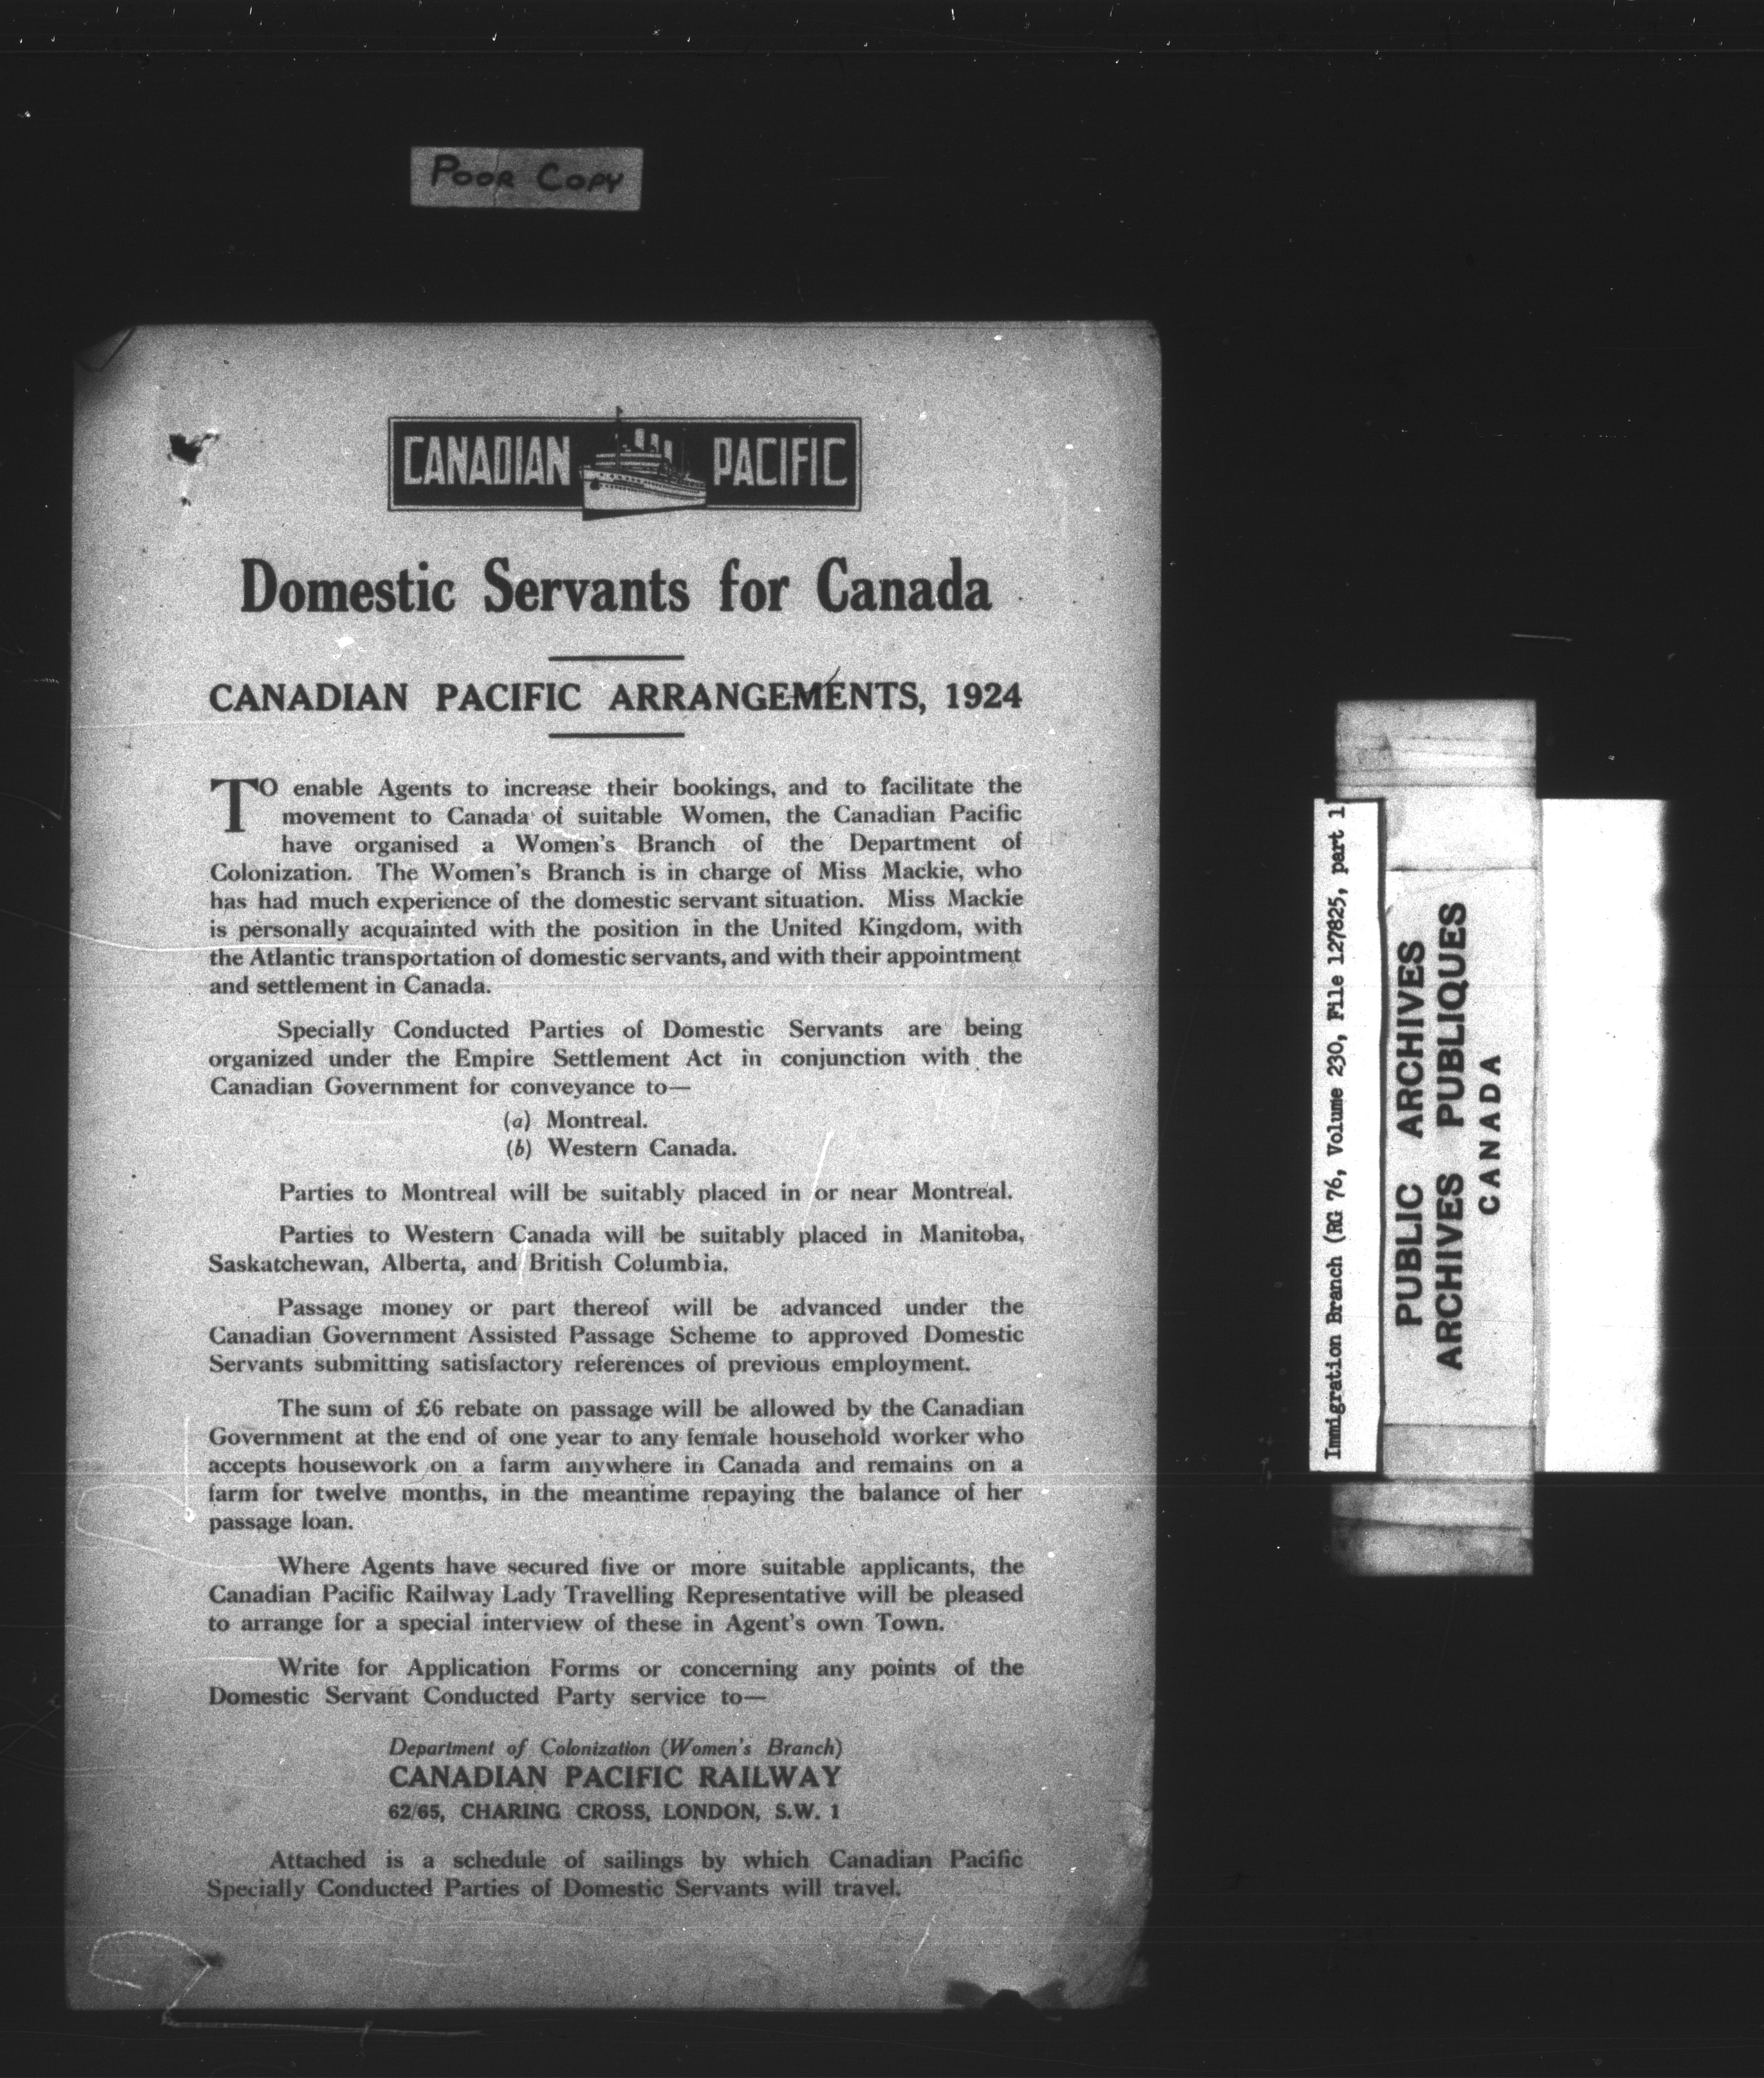 POOR COPY
CANADIAN PACIFIC
Domestic Servants for Canada
CANADIAN PACIFIC ARRANGEMENTS, 1924
TO enable Agents to increase their bookings, and to facilitate the
movement to Canada of suitable Women, the Canadian Pacific
have organised a Women's Branch of the Department of
Colonization. The Women's Branch is in charge of Miss Mackie, who
has had much experience of the domestic servant situation. Miss Mackie
is personally acquainted with the position in the United Kingdom, with
the Atlantic transportation of domestic servants, and with their appointment
and settlement in Canada.
Specially Conducted Parties of Domestic Servants are being
organized under the Empire Settlement Act in conjunction with the
Canadian Government for conveyance to—
(a) Montreal.
(b) Western Canada.
Parties to Montreal will be suitably placed in or near Montreal.
Parties to Western Canada will be suitably placed in Manitoba,
Saskatchewan, Alberta, and British Columbia.
Passage money or part thereof will be advanced under the
Canadian Government Assisted Passage Scheme to approved Domestic
Servants submitting satisfactory references of previous employment.
The sum of £6 rebate on passage will be allowed by the Canadian
Government at the end of one year to any female household worker who
accepts housework on a farm anywhere in Canada and remains on a
farm for twelve months, in the meantime repaying the balance of her
passage loan.
Where Agents have secured five or more suitable applicants, the
Canadian Pacific Railway Lady Travelling Representative will be pleased
to arrange for a special interview of these in Agent's own Town.
Write for Application Forms or concerning any points of the
Domestic Servant Conducted Party service to—
Department of Colonization (Women's Branch)
CANADIAN PACIFIC RAILWAY
62/65, CHARING CROSS, LONDON, S.W. 1
Attached is a schedule of sailings by which Canadian Pacific
Specially Conducted Parties of Domestic Servants will travel.
Immigration Branch (RG 76, Volume 230, File 127825, part 1
PUBLIC ARCHIVES
ARCHIVES PUBLIQUES
CANADA